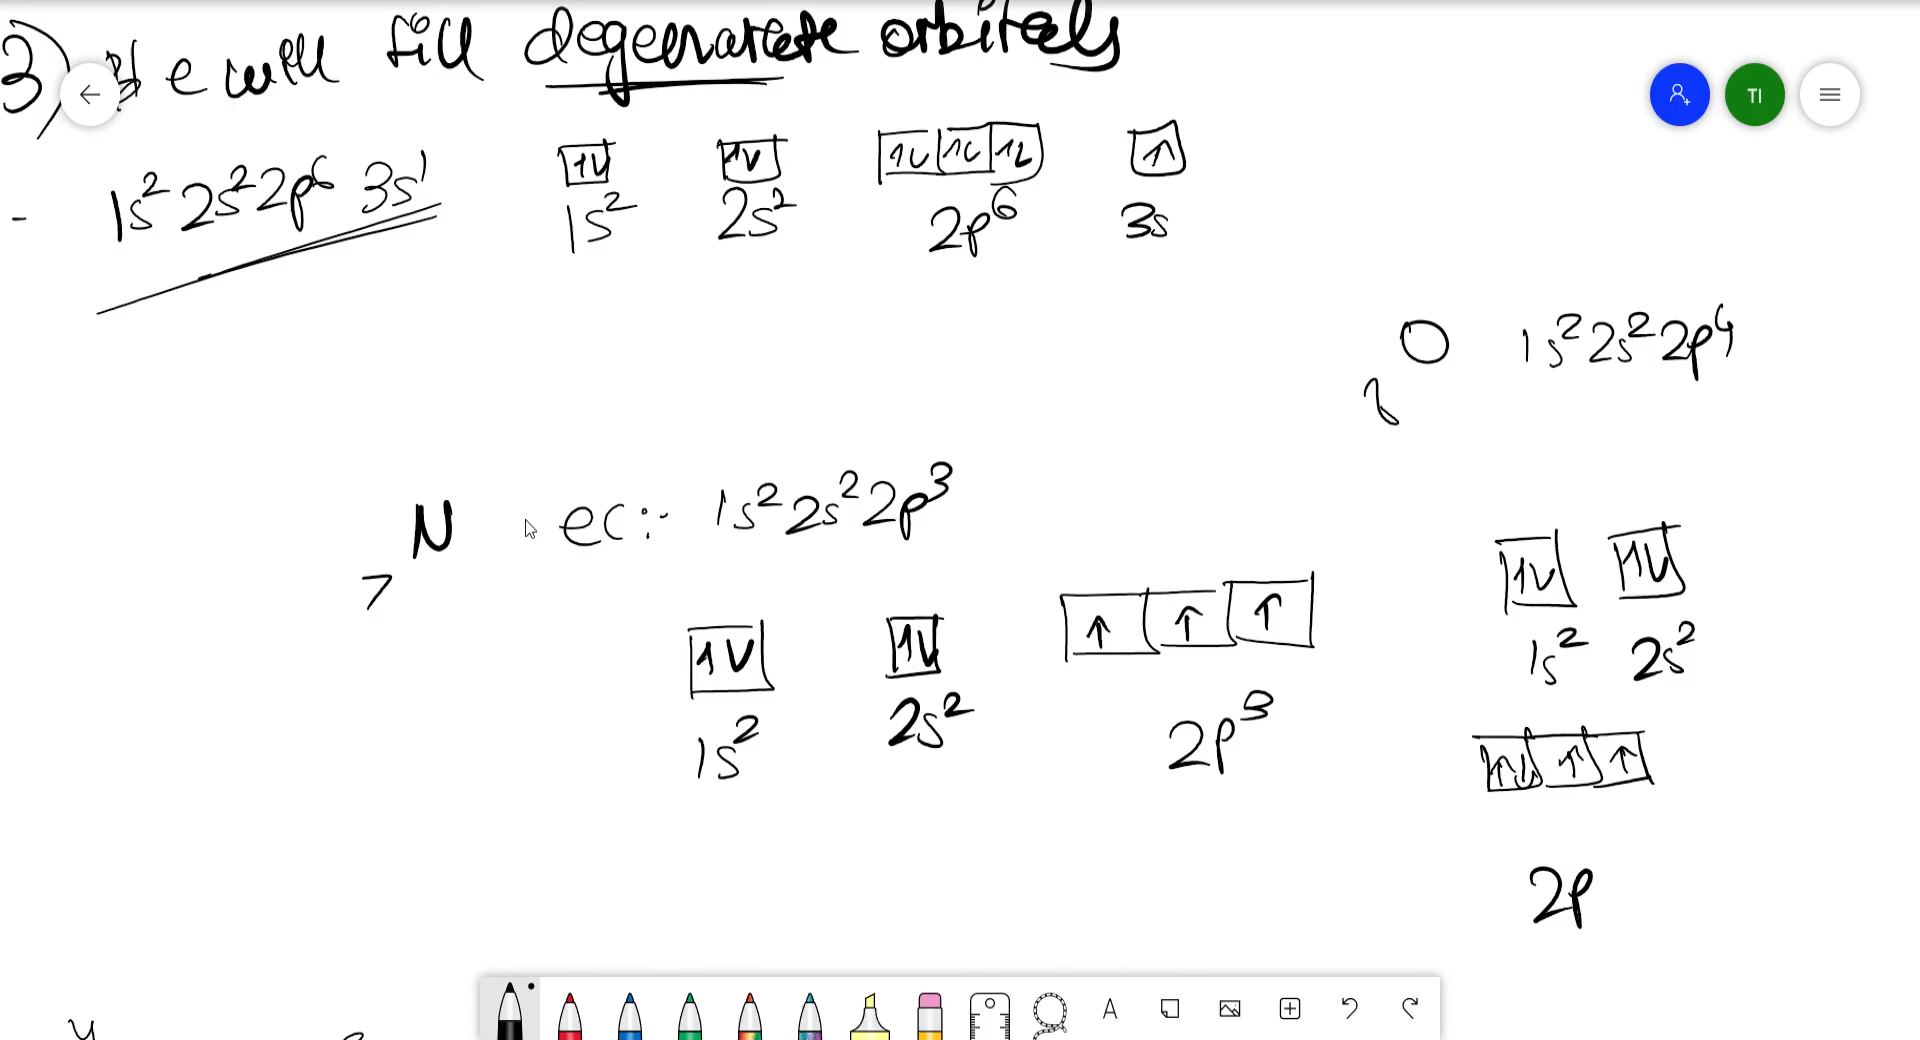 3) e will fill degenerate orbitals
- 1s² 2s² 2p⁶ 3s¹
1s² 2s² 2p⁶ 3s
8 O 1s² 2s² 2p⁴
7 N ec:- 1s² 2s² 2p³
1s² 2s² 2p³
1s² 2s²
2p
TI
A